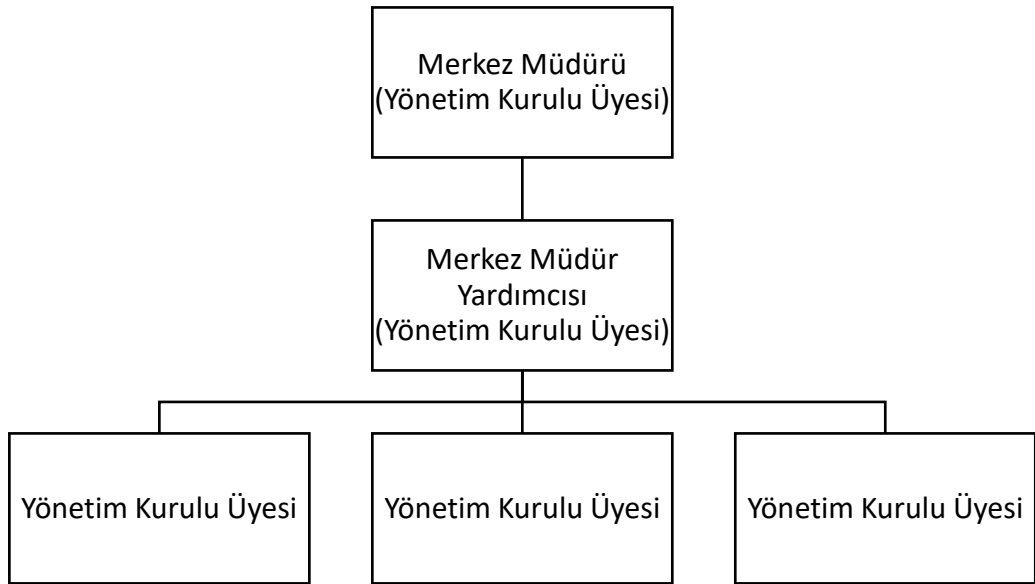 Merkez Müdürü
(Yönetim Kurulu Üyesi)
Merkez Müdür
Yardımcısı
(Yönetim Kurulu Üyesi)
Yönetim Kurulu Üyesi
Yönetim Kurulu Üyesi
Yönetim Kurulu Üyesi